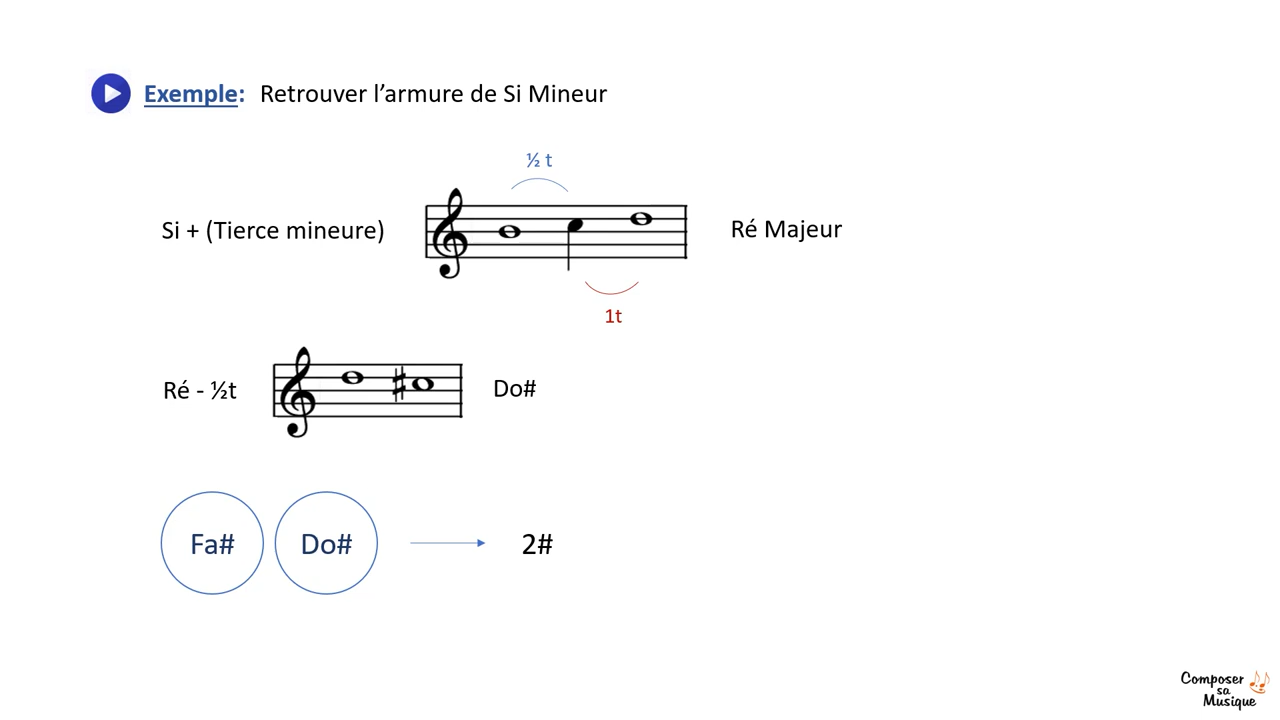 Exemple: Retrouver l’armure de Si Mineur
½ t
Si + (Tierce mineure)
Ré Majeur
1t
Ré - ½t
Do#
Fa#
Do#
2#
Composer
sa
Musique